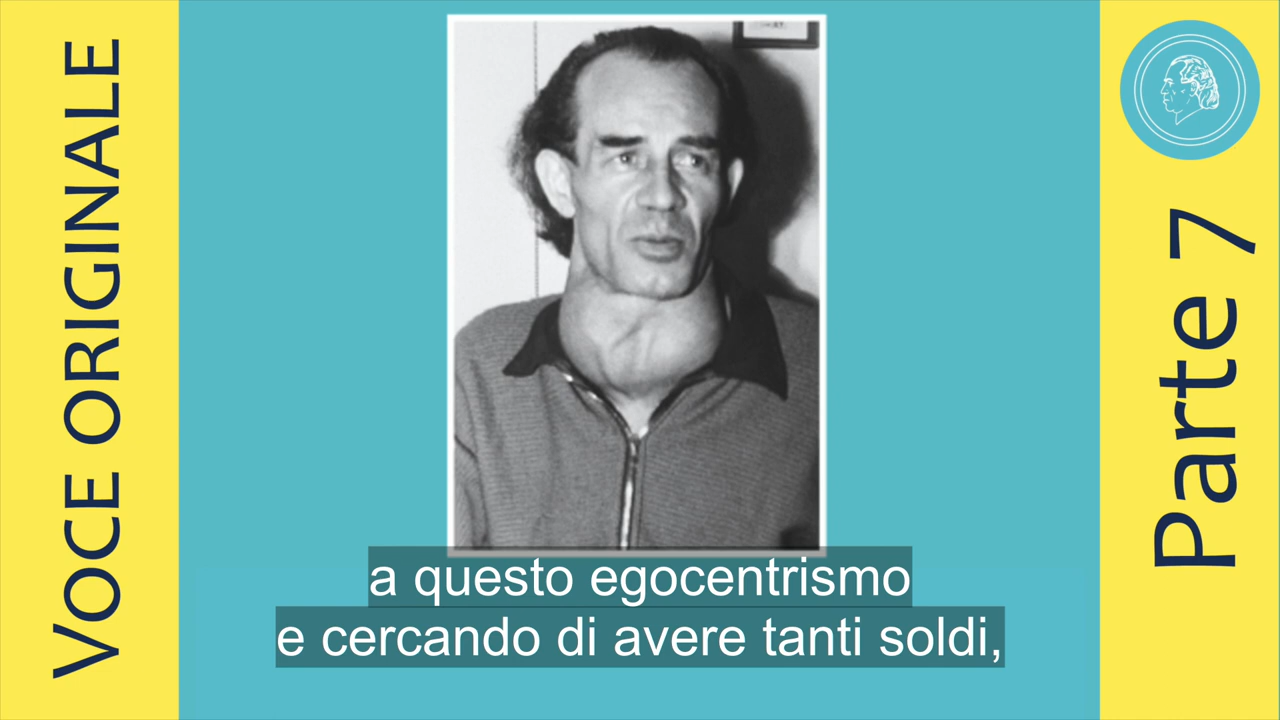 VOCE ORIGINALE
a questo egocentrismo
e cercando di avere tanti soldi,
Parte 7